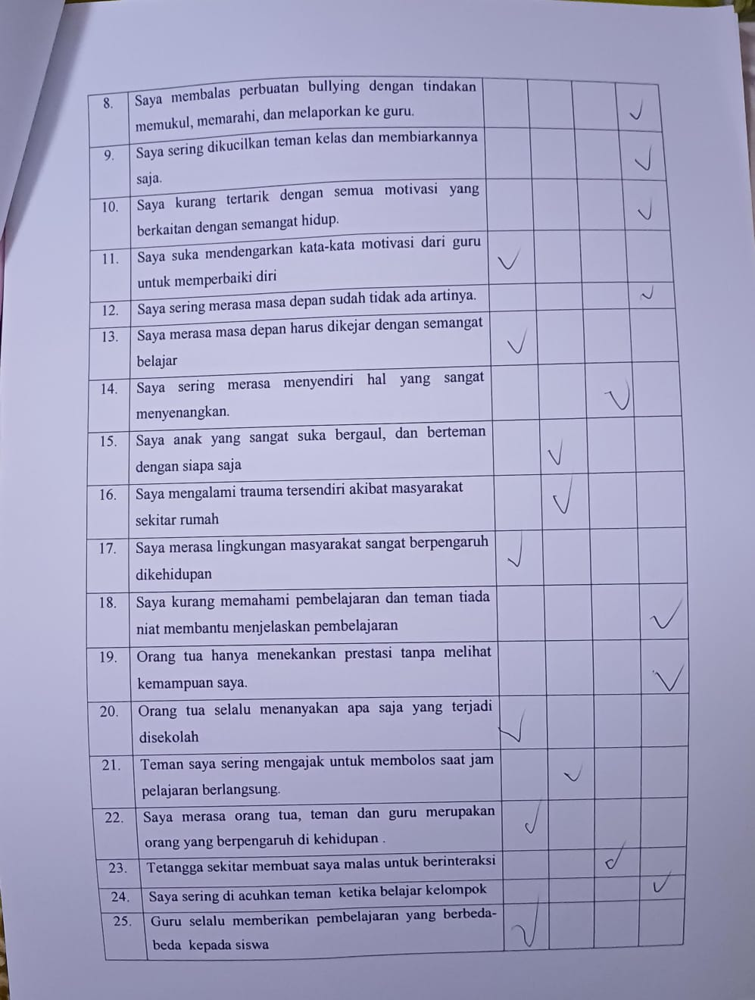 8. Saya membalas perbuatan bullying dengan tindakan
memukul, memarahi, dan melaporkan ke guru.
9. Saya sering dikucilkan teman kelas dan membiarkannya
saja.
10. Saya kurang tertarik dengan semua motivasi yang
berkaitan dengan semangat hidup.
11. Saya suka mendengarkan kata-kata motivasi dari guru
untuk memperbaiki diri
12. Saya sering merasa masa depan sudah tidak ada artinya.
13. Saya merasa masa depan harus dikejar dengan semangat
belajar
14. Saya sering merasa menyendiri hal yang sangat
menyenangkan.
15. Saya anak yang sangat suka bergaul, dan berteman
dengan siapa saja
16. Saya mengalami trauma tersendiri akibat masyarakat
sekitar rumah
17. Saya merasa lingkungan masyarakat sangat berpengaruh
dikehidupan
18. Saya kurang memahami pembelajaran dan teman tiada
niat membantu menjelaskan pembelajaran
19. Orang tua hanya menekankan prestasi tanpa melihat
kemampuan saya.
20. Orang tua selalu menanyakan apa saja yang terjadi
disekolah
21. Teman saya sering mengajak untuk membolos saat jam
pelajaran berlangsung.
22. Saya merasa orang tua, teman dan guru merupakan
orang yang berpengaruh di kehidupan .
23. Tetangga sekitar membuat saya malas untuk berinteraksi
24. Saya sering di acuhkan teman ketika belajar kelompok
25. Guru selalu memberikan pembelajaran yang berbeda-
beda kepada siswa